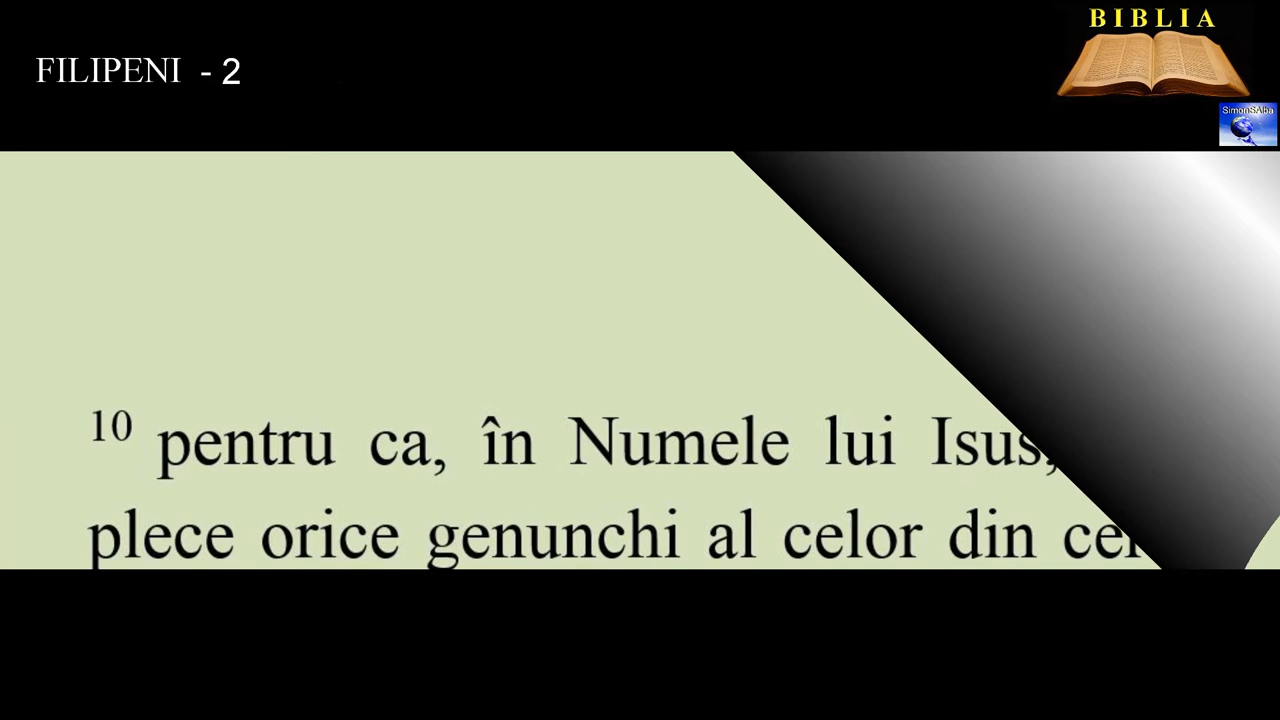 BIBLIA
FILIPENI - 2
SimonSAlba
10 pentru ca, în Numele lui Isus,
plece orice genunchi al celor din